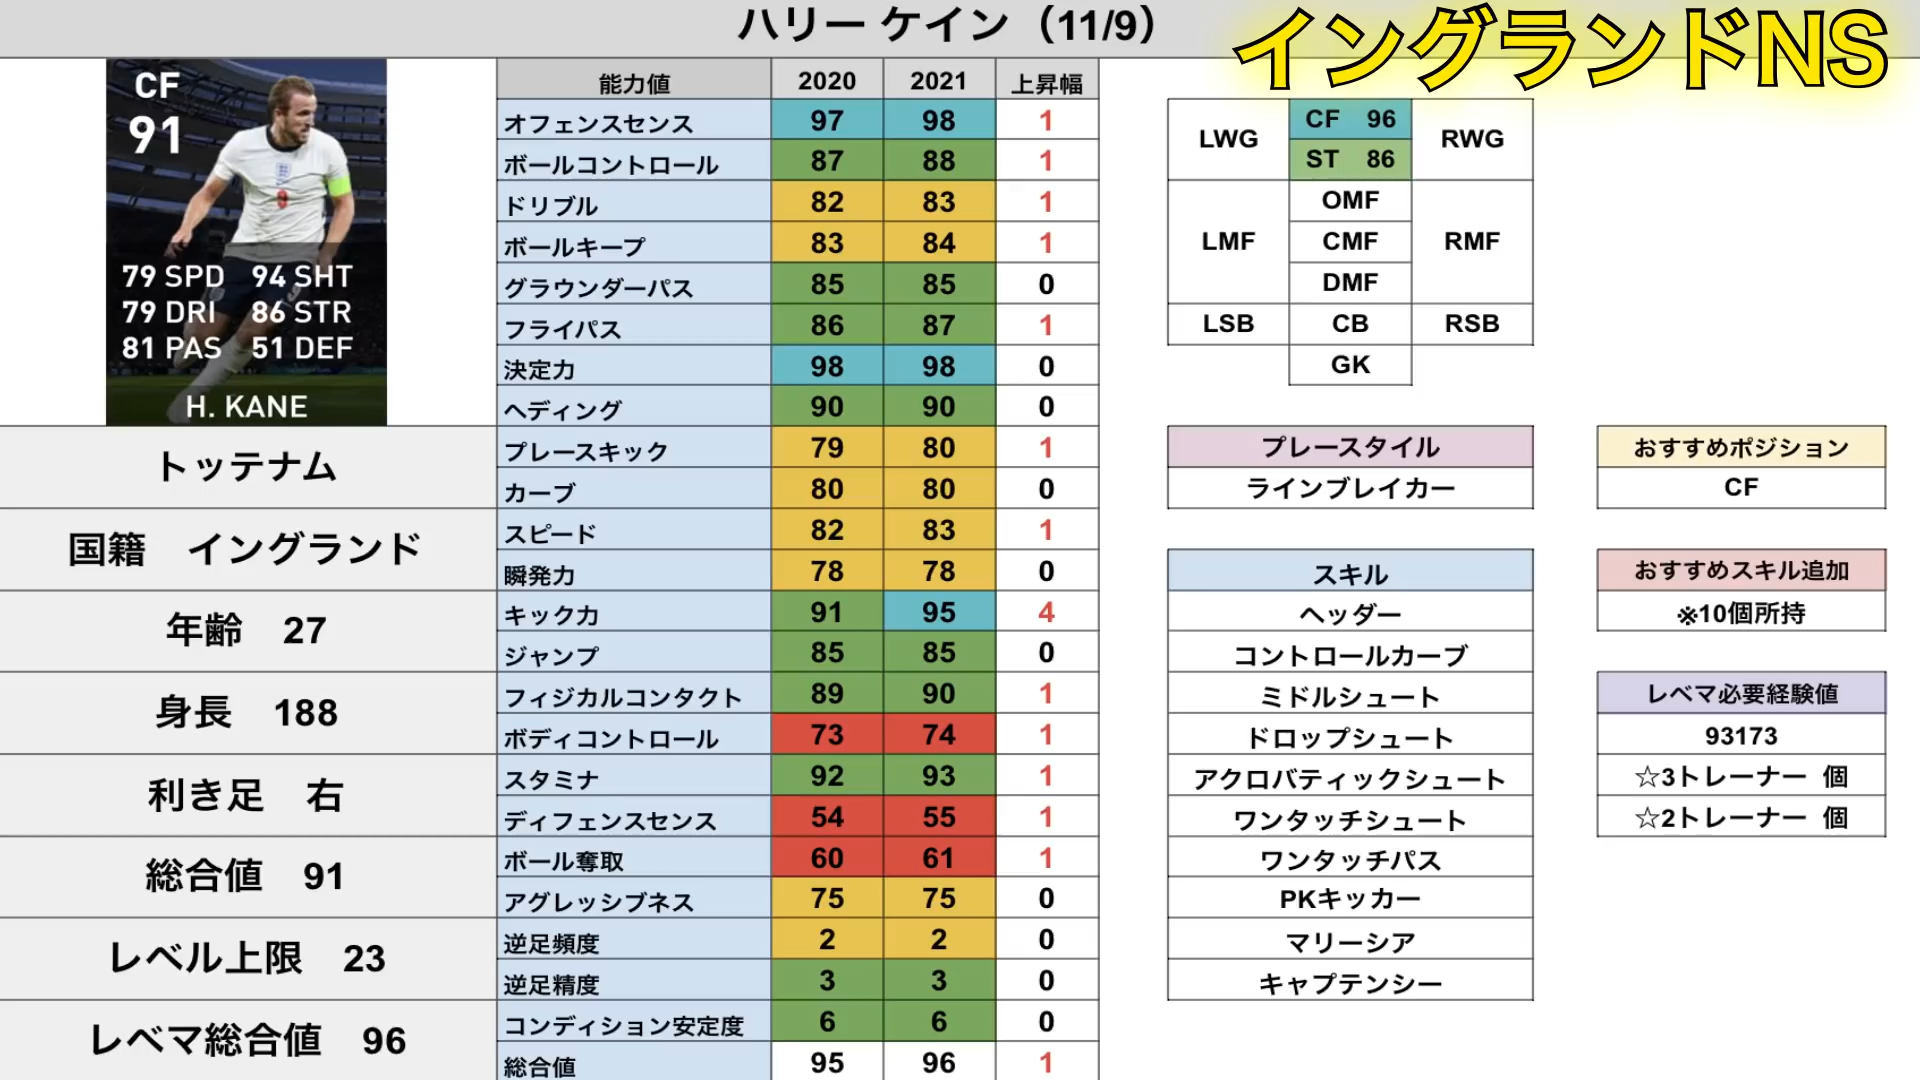 ハリー ケイン（11/9）
イングランドNS
CF
91
79 SPD 94 SHT
79 DRI 86 STR
81 PAS 51 DEF
H. KANE
トッテナム
国籍 イングランド
年齢 27
身長 188
利き足 右
総合値 91
レベル上限 23
レベマ総合値 96
能力値 2020 2021 上昇幅
オフェンスセンス 97 98 1
ボールコントロール 87 88 1
ドリブル 82 83 1
ボールキープ 83 84 1
グラウンダーパス 85 85 0
フライパス 86 87 1
決定力 98 98 0
ヘディング 90 90 0
プレースキック 79 80 1
カーブ 80 80 0
スピード 82 83 1
瞬発力 78 78 0
キック力 91 95 4
ジャンプ 85 85 0
フィジカルコンタクト 89 90 1
ボディコントロール 73 74 1
スタミナ 92 93 1
ディフェンスセンス 54 55 1
ボール奪取 60 61 1
アグレッシブネス 75 75 0
逆足頻度 2 2 0
逆足精度 3 3 0
コンディション安定度 6 6 0
総合値 95 96 1
LWG CF 96 RWG
ST 86
OMF
LMF CMF RMF
DMF
LSB CB RSB
GK
プレースタイル
ラインブレイカー
スキル
ヘッダー
コントロールカーブ
ミドルシュート
ドロップシュート
アクロバティックシュート
ワンタッチシュート
ワンタッチパス
PKキッカー
マリーシア
キャプテンシー
おすすめポジション
CF
おすすめスキル追加
※10個所持
レベマ必要経験値
93173
☆3トレーナー 個
☆2トレーナー 個